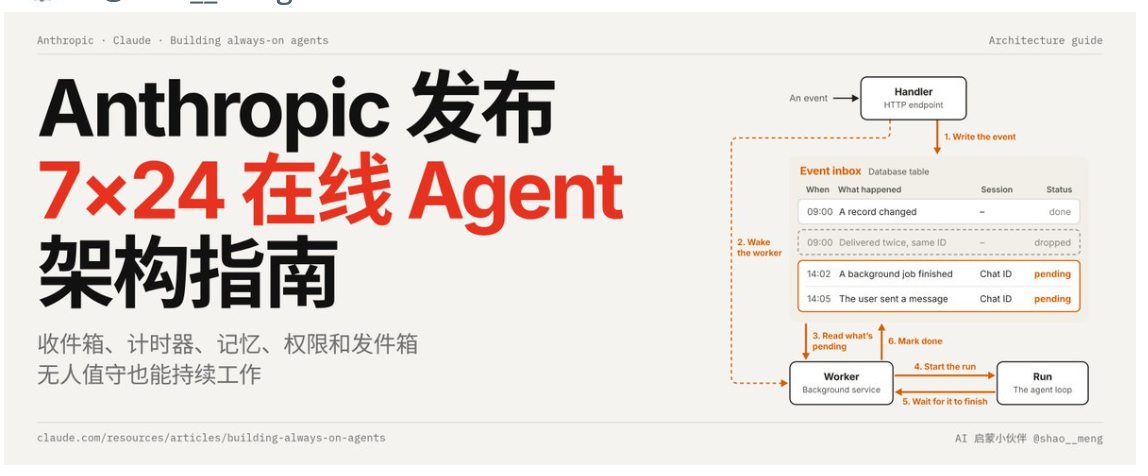 Anthropic · Claude · Building always-on agents
Architecture guide
Anthropic 发布
7×24 在线 Agent
架构指南
收件箱、计时器、记忆、权限和发件箱
无人值守也能持续工作
An event
Handler
HTTP endpoint
1. Write the event
Event inbox Database table
When What happened Session Status
09:00 A record changed – done
09:00 Delivered twice, same ID – dropped
14:02 A background job finished Chat ID pending
14:05 The user sent a message Chat ID pending
2. Wake
the worker
3. Read what's
pending
6. Mark done
4. Start the run
Worker
Background service
Run
The agent loop
5. Wait for it to finish
claude.com/resources/articles/building-always-on-agents
AI 启蒙小伙伴 @shao__meng